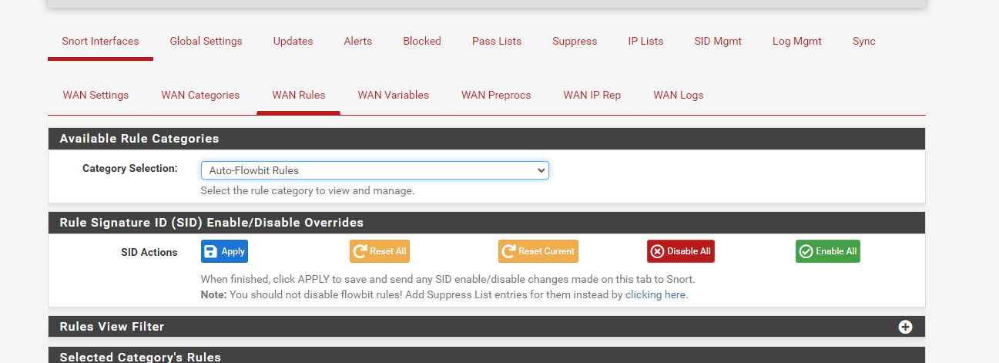 Snort Interfaces Global Settings Updates Alerts Blocked Pass Lists Suppress IP Lists SID Mgmt Log Mgmt Sync
WAN Settings WAN Categories WAN Rules WAN Variables WAN Preprocs WAN IP Rep WAN Logs
Available Rule Categories
Category Selection: Auto-Flowbit Rules
Select the rule category to view and manage.
Rule Signature ID (SID) Enable/Disable Overrides
SID Actions Apply Reset All Reset Current Disable All Enable All
When finished, click APPLY to save and send any SID enable/disable changes made on this tab to Snort.
Note: You should not disable flowbit rules! Add Suppress List entries for them instead by clicking here.
Rules View Filter
Selected Category's Rules